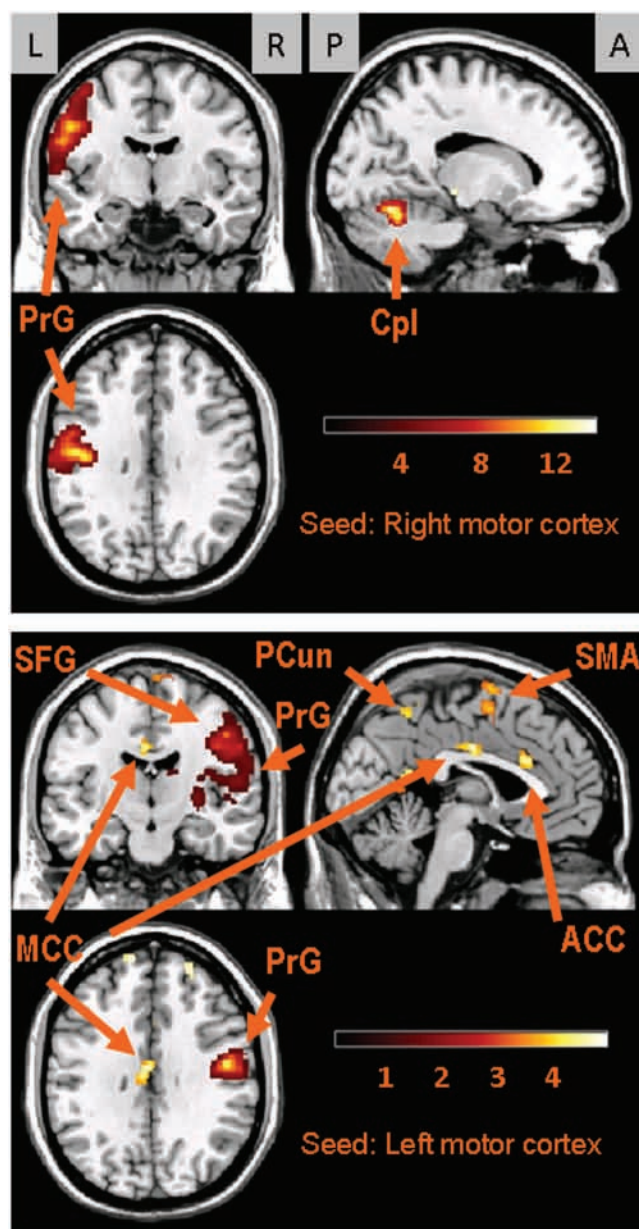 L R P A
PrG
Cpl
4 8 12
Seed: Right motor cortex
SFG
PCun
SMA
PrG
MCC
PrG
ACC
1 2 3 4
Seed: Left motor cortex